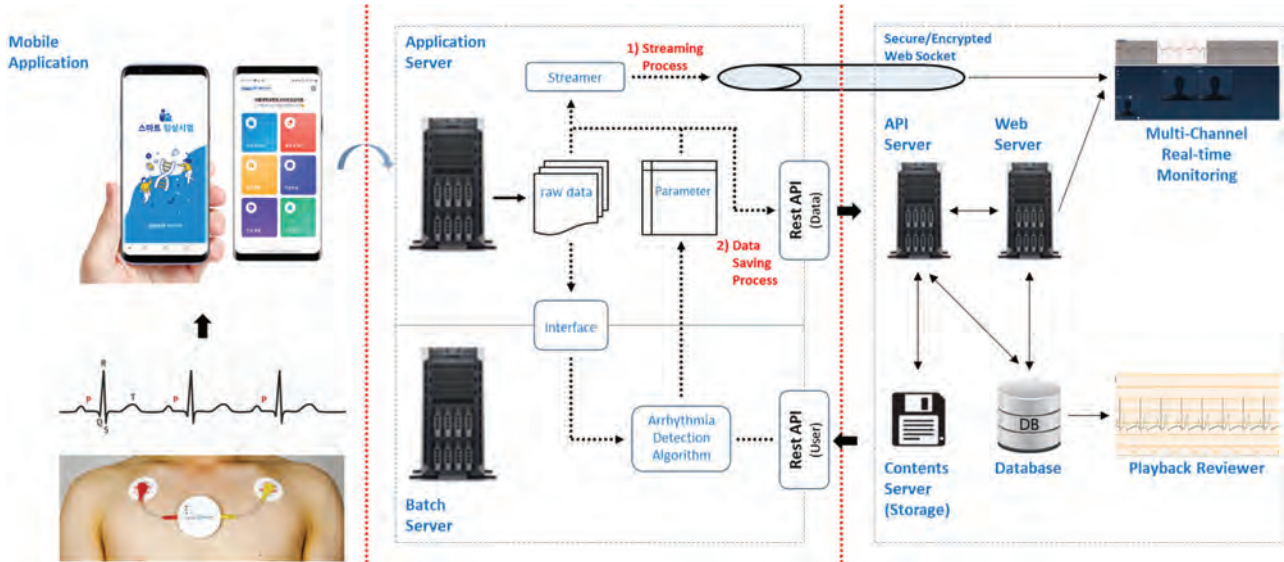 Mobile
Application
스마트 임상시험
R
P
T
P
P
Q
S
Application
Server
1) Streaming
Process
Streamer
raw data
Parameter
Rest API
(Data)
2) Data
Saving
Process
Interface
Batch
Server
Arrhythmia
Detection
Algorithm
Rest API
(User)
Secure/Encrypted
Web Socket
API
Server
Web
Server
Multi-Channel
Real-time
Monitoring
Contents
Server
(Storage)
DB
Database
Playback Reviewer